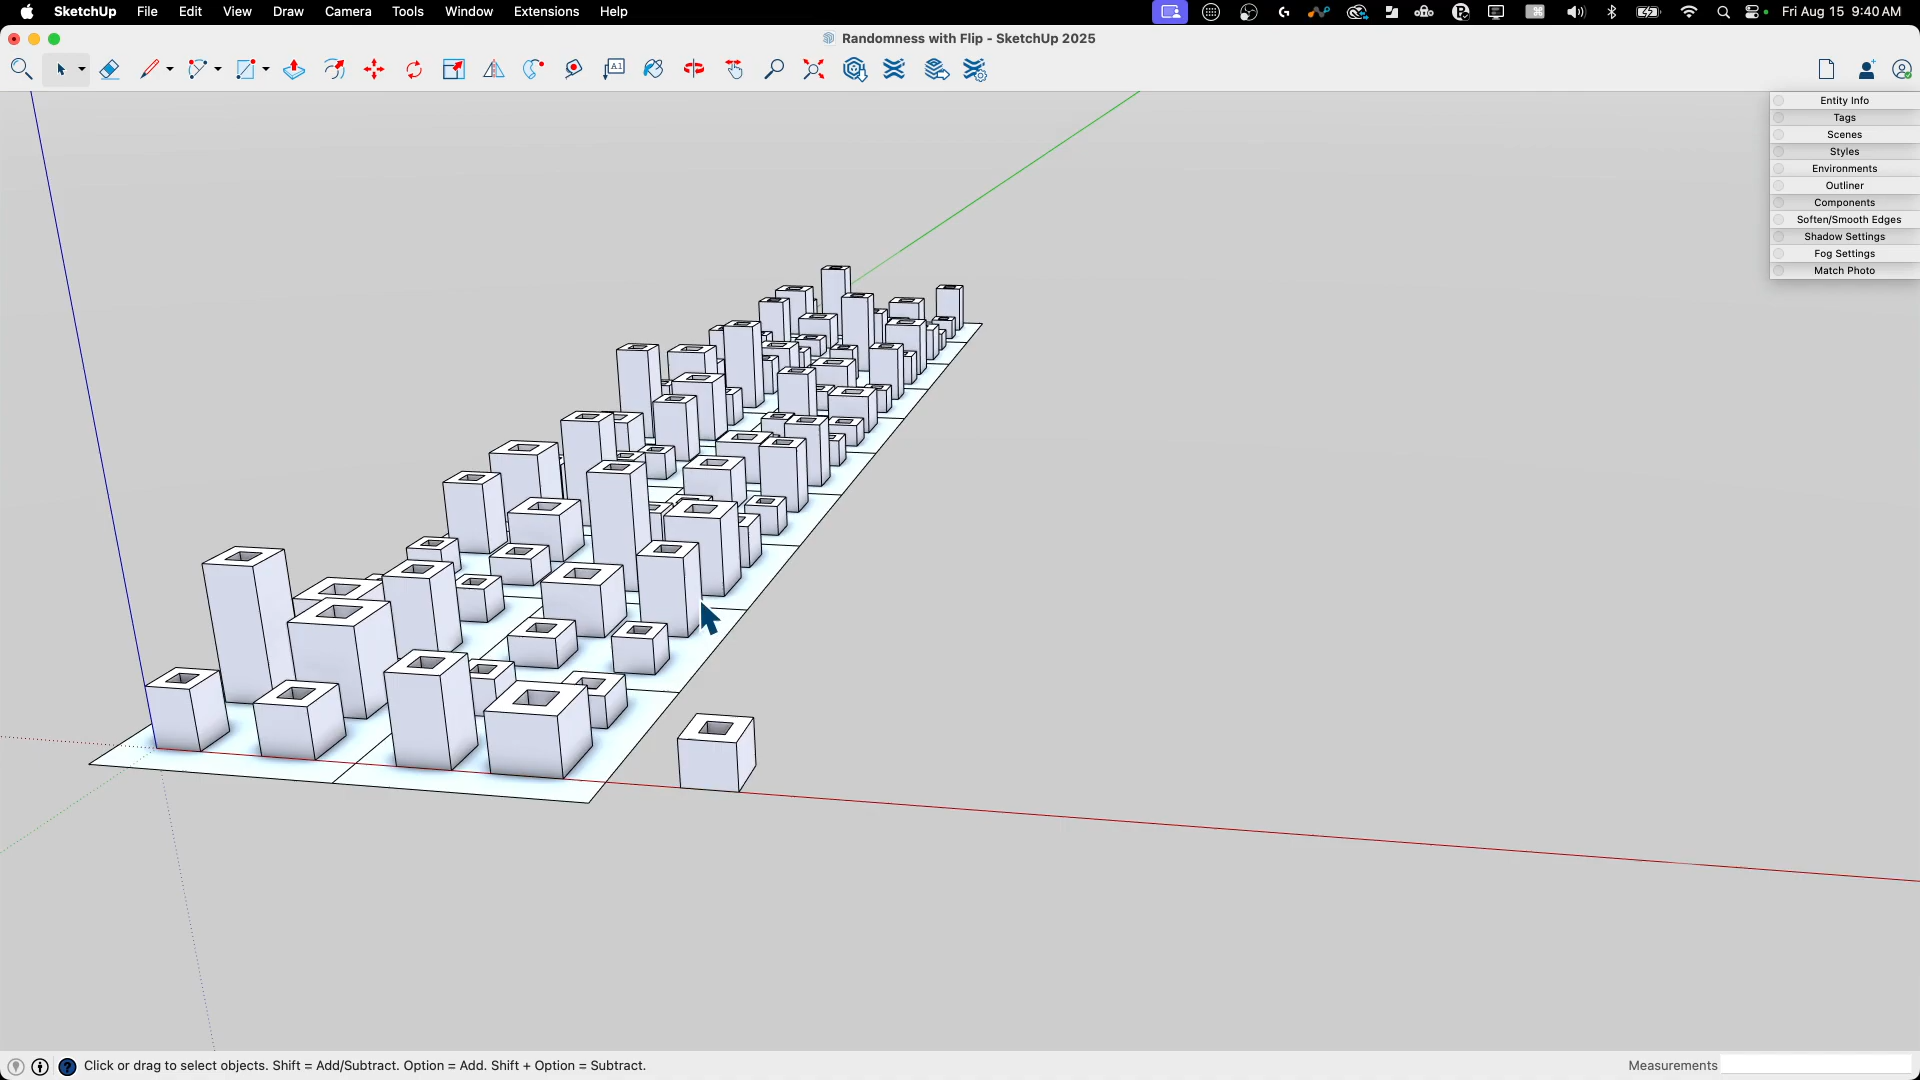 SketchUp File Edit View Draw Camera Tools Window Extensions Help Fri Aug 15 9:40 AM
Randomness with Flip - SketchUp 2025
A1
Entity Info
Tags
Scenes
Styles
Environments
Outliner
Components
Soften/Smooth Edges
Shadow Settings
Fog Settings
Match Photo
Click or drag to select objects. Shift = Add/Subtract. Option = Add. Shift + Option = Subtract. Measurements